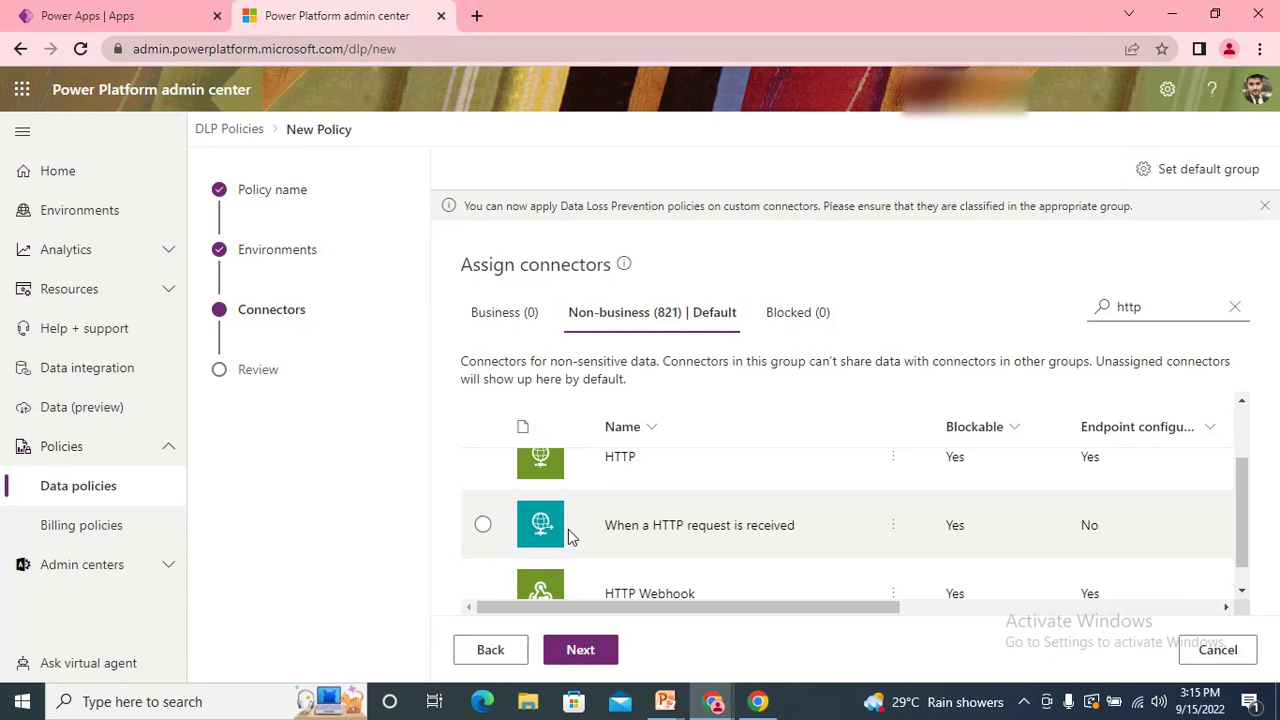 Power Apps | Apps
Power Platform admin center
admin.powerplatform.microsoft.com/dlp/new
Power Platform admin center
DLP Policies > New Policy
Home
Environments
Analytics
Resources
Help + support
Data integration
Data (preview)
Policies
Data policies
Billing policies
Admin centers
Ask virtual agent
Policy name
Environments
Connectors
Review
Set default group
You can now apply Data Loss Prevention policies on custom connectors. Please ensure that they are classified in the appropriate group.
Assign connectors
Business (0)
Non-business (821) | Default
Blocked (0)
http
Connectors for non-sensitive data. Connectors in this group can't share data with connectors in other groups. Unassigned connectors
will show up here by default.
Name
Blockable
Endpoint configu...
HTTP
Yes
Yes
When a HTTP request is received
Yes
No
HTTP Webhook
Yes
Yes
Activate Windows
Go to Settings to activate Windows.
Back
Next
Cancel
Type here to search
29°C Rain showers
3:15 PM
9/15/2022
1